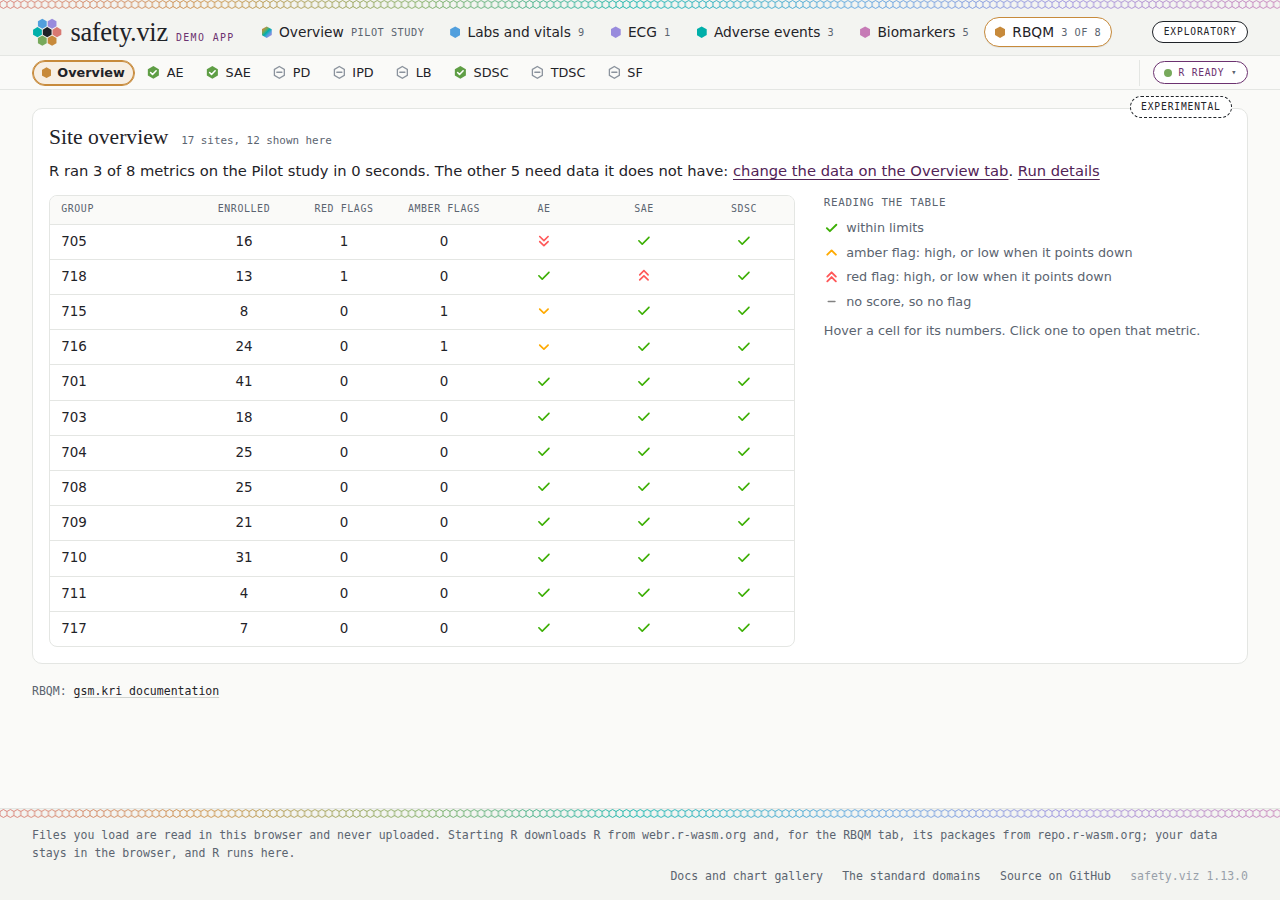 safety.viz DEMO APP Overview PILOT STUDY Labs and vitals 9 ECG 1 Adverse events 3 Biomarkers 5 RBQM 3 OF 8 EXPLORATORY
Overview AE SAE PD IPD LB SDSC TDSC SF R READY
EXPERIMENTAL
Site overview 17 sites, 12 shown here
R ran 3 of 8 metrics on the Pilot study in 0 seconds. The other 5 need data it does not have: change the data on the Overview tab. Run details
GROUP ENROLLED RED FLAGS AMBER FLAGS AE SAE SDSC
705 16 1 0
718 13 1 0
715 8 0 1
716 24 0 1
701 41 0 0
703 18 0 0
704 25 0 0
708 25 0 0
709 21 0 0
710 31 0 0
711 4 0 0
717 7 0 0
READING THE TABLE
within limits
amber flag: high, or low when it points down
red flag: high, or low when it points down
no score, so no flag
Hover a cell for its numbers. Click one to open that metric.
RBQM: gsm.kri documentation
Files you load are read in this browser and never uploaded. Starting R downloads R from webr.r-wasm.org and, for the RBQM tab, its packages from repo.r-wasm.org; your data
stays in the browser, and R runs here.
Docs and chart gallery The standard domains Source on GitHub safety.viz 1.13.0